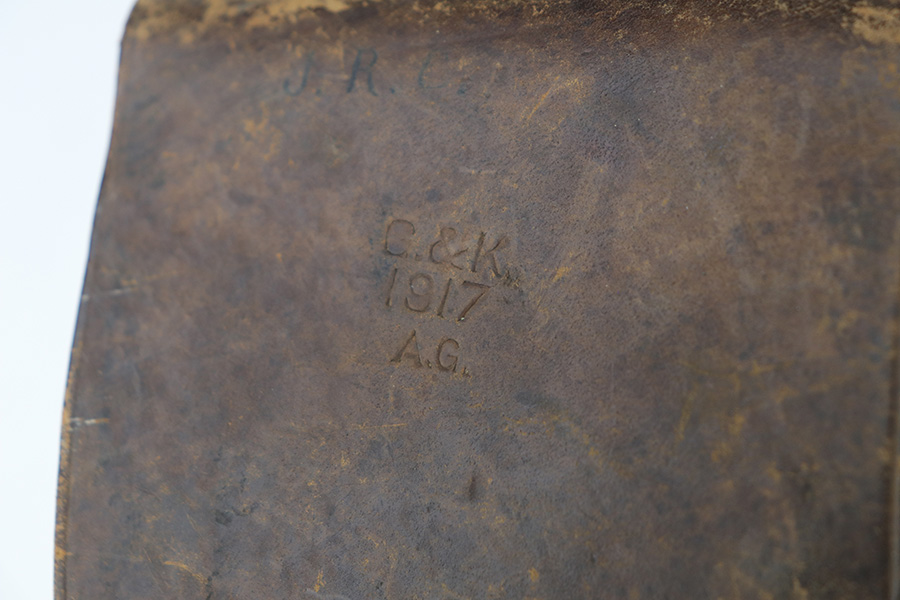 J. R. C.
G. & K.
1917
A.G.